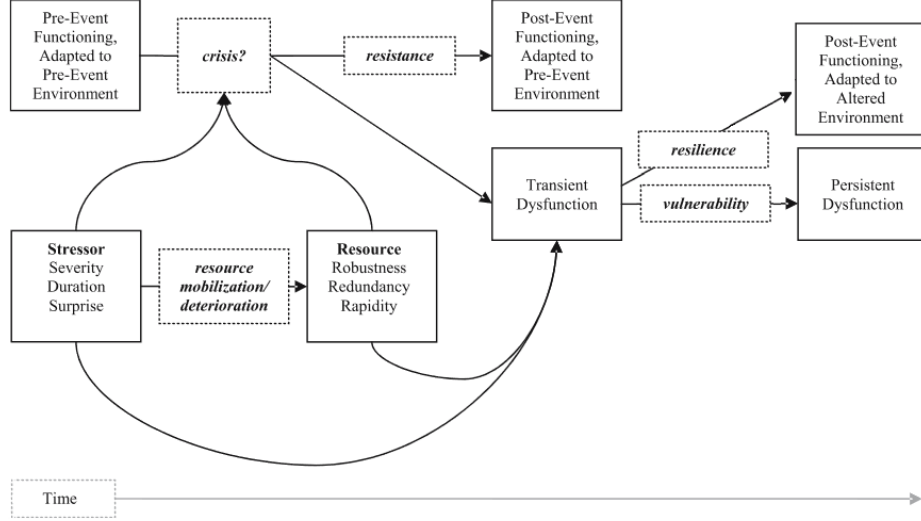 Pre-Event
Functioning,
Adapted to
Pre-Event
Environment
crisis?
resistance
Post-Event
Functioning,
Adapted to
Pre-Event
Environment
Post-Event
Functioning,
Adapted to
Altered
Environment
resilience
Transient
Dysfunction
vulnerability
Persistent
Dysfunction
Stressor
Severity
Duration
Surprise
resource
mobilization/
deterioration
Resource
Robustness
Redundancy
Rapidity
Time